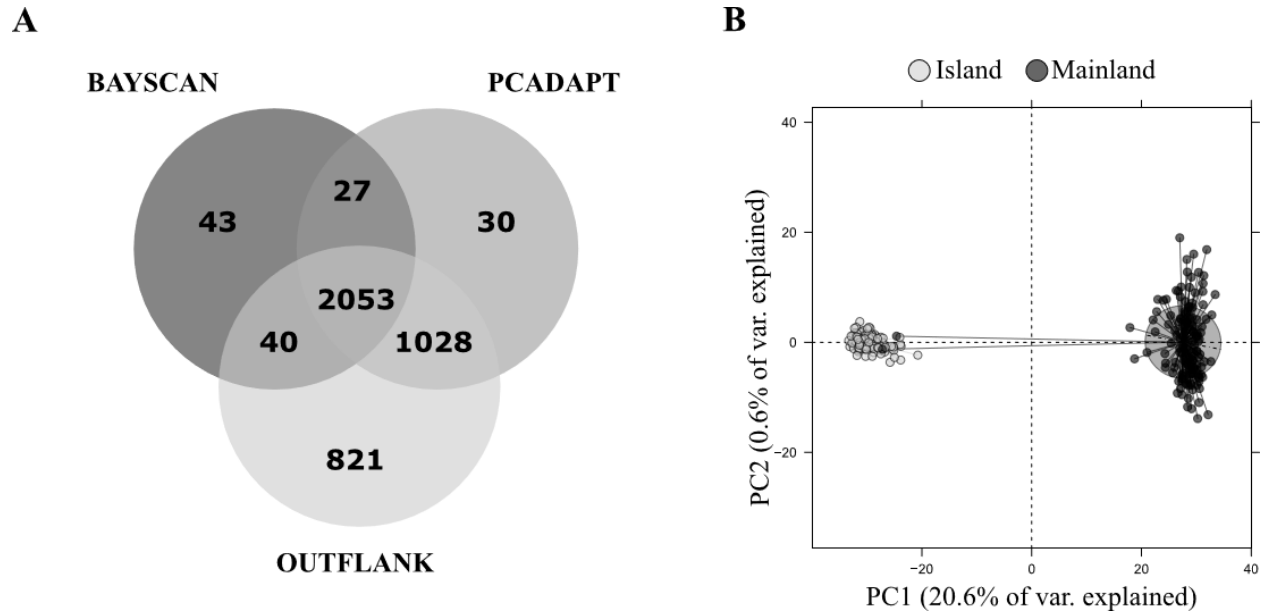 A
BAYSCAN
PCADAPT
27
43
30
2053
40
1028
821
OUTFLANK
B
Island
Mainland
40
20
0
−20
PC2 (0.6% of var. explained)
−20
0
20
40
PC1 (20.6% of var. explained)